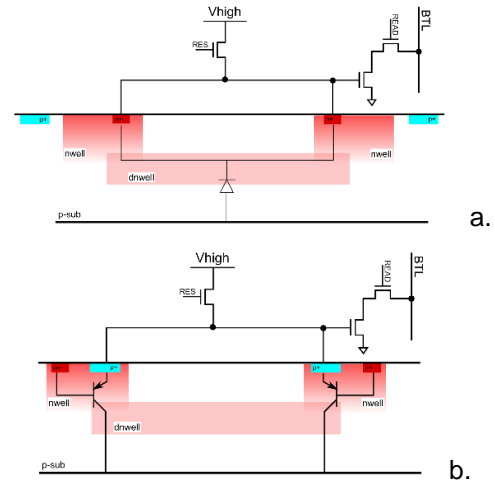 Vhigh
RES
READ
BTL
p+
n+
n+
p+
nwell
nwell
dnwell
p-sub
a.
Vhigh
RES
READ
BTL
n+
p+
p+
n+
nwell
nwell
dnwell
p-sub
b.